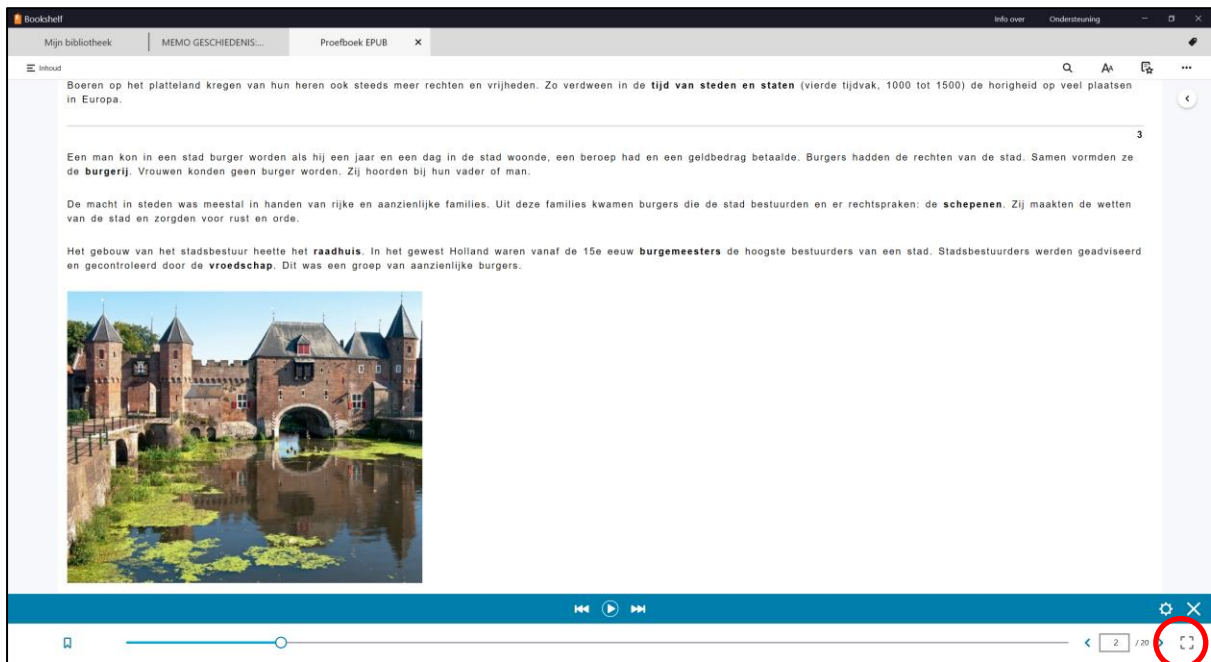 Bookshelf
Info over Ondersteuning
Mijn bibliotheek MEMO GESCHIEDENIS:... Proefboek EPUB
Inhoud
Boeren op het platteland kregen van hun heren ook steeds meer rechten en vrijheden. Zo verdween in de tijd van steden en staten (vierde tijdvak, 1000 tot 1500) de horigheid op veel plaatsen
in Europa.
3
Een man kon in een stad burger worden als hij een jaar en een dag in de stad woonde, een beroep had en een geldbedrag betaalde. Burgers hadden de rechten van de stad. Samen vormden ze
de burgerij. Vrouwen konden geen burger worden. Zij hoorden bij hun vader of man.
De macht in steden was meestal in handen van rijke en aanzienlijke families. Uit deze families kwamen burgers die de stad bestuurden en er rechtspraken: de schepenen. Zij maakten de wetten
van de stad en zorgden voor rust en orde.
Het gebouw van het stadsbestuur heette het raadhuis. In het gewest Holland waren vanaf de 15e eeuw burgemeesters de hoogste bestuurders van een stad. Stadsbestuurders werden geadviseerd
en gecontroleerd door de vroedschap. Dit was een groep van aanzienlijke burgers.
2 / 20